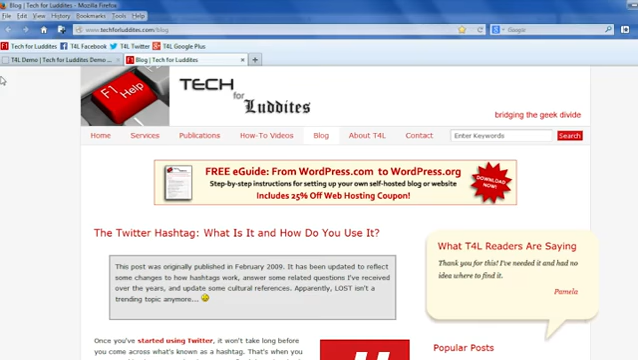 Blog | Tech for Luddites - Mozilla Firefox
File Edit View History Bookmarks Tools Help
www.techforluddites.com/blog
Google
Tech for Luddites T4L Facebook T4L Twitter T4L Google Plus
T4L Demo | Tech for Luddites Demo ...
Blog | Tech for Luddites
F1
Help
TECH
for
Luddites
bridging the geek divide
Home Services Publications How-To Videos Blog About T4L Contact
Enter Keywords
Search
FREE eGuide: From WordPress.com to WordPress.org
Step-by-step instructions for setting up your own self-hosted blog or website
Includes 25% Off Web Hosting Coupon!
DOWNLOAD
NOW!
The Twitter Hashtag: What Is It and How Do You Use It?
This post was originally published in February 2009. It has been updated to reflect
some changes to how hashtags work, answer some related questions I've received
over the years, and update some cultural references. Apparently, LOST isn't a
trending topic anymore...
Once you've started using Twitter, it won't take long before
you come across what's known as a hashtag. That's when you
#
What T4L Readers Are Saying
Thank you for this! I've needed it and had no
idea where to find it.
Pamela
Popular Posts